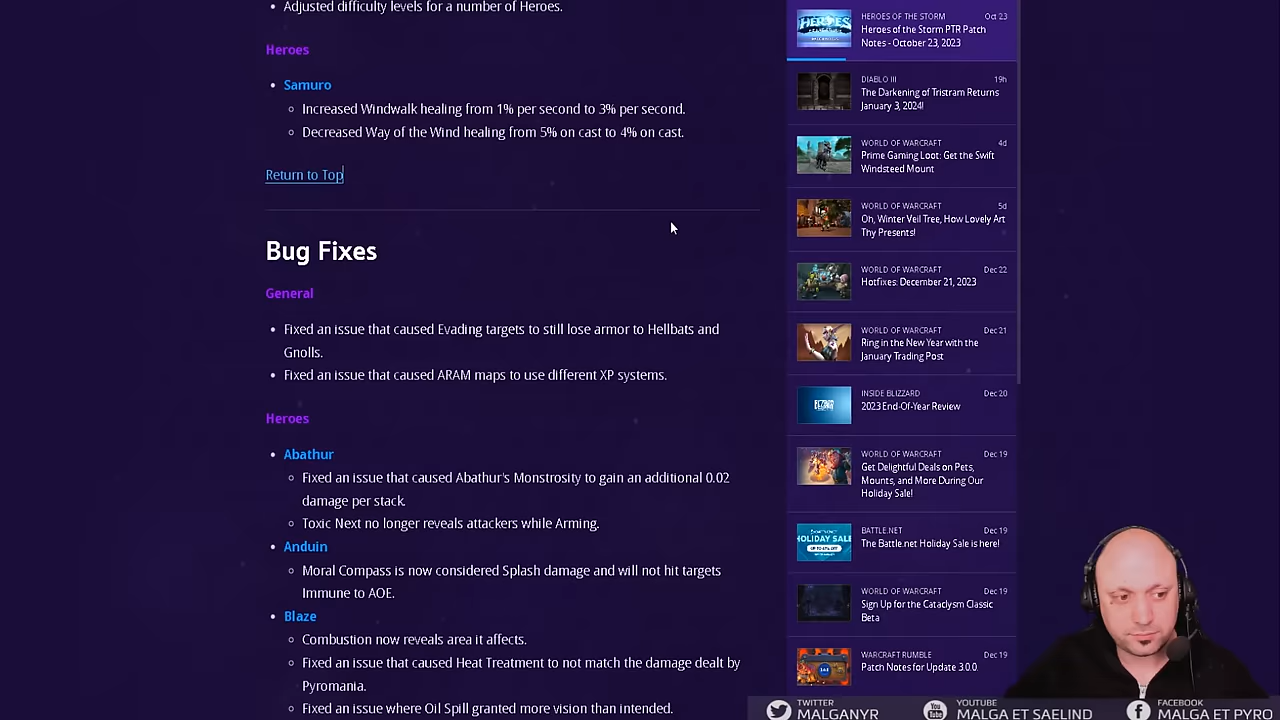 Adjusted difficulty levels for a number of Heroes.
Heroes
Samuro
Increased Windwalk healing from 1% per second to 3% per second.
Decreased Way of the Wind healing from 5% on cast to 4% on cast.
Return to Top
Bug Fixes
General
Fixed an issue that caused Evading targets to still lose armor to Hellbats and
Gnolls.
Fixed an issue that caused ARAM maps to use different XP systems.
Heroes
Abathur
Fixed an issue that caused Abathur's Monstrosity to gain an additional 0.02
damage per stack.
Toxic Next no longer reveals attackers while Arming.
Anduin
Moral Compass is now considered Splash damage and will not hit targets
Immune to AOE.
Blaze
Combustion now reveals area it affects.
Fixed an issue that caused Heat Treatment to not match the damage dealt by
Pyromania.
Fixed an issue where Oil Spill granted more vision than intended.
HEROES OF THE STORM Oct 23
Heroes of the Storm PTR Patch
Notes - October 23, 2023
DIABLO III 19h
The Darkening of Tristram Returns
January 3, 2024!
WORLD OF WARCRAFT 4d
Prime Gaming Loot: Get the Swift
Windsteed Mount
WORLD OF WARCRAFT 5d
Oh, Winter Veil Tree, How Lovely Art
Thy Presents!
WORLD OF WARCRAFT Dec 22
Hotfixes: December 21, 2023
WORLD OF WARCRAFT Dec 21
Ring in the New Year with the
January Trading Post
INSIDE BLIZZARD Dec 20
2023 End-Of-Year Review
WORLD OF WARCRAFT Dec 19
Get Delightful Deals on Pets,
Mounts, and More During Our
Holiday Sale!
BATTLE.NET Dec 19
The Battle.net Holiday Sale is here!
HOLIDAY SALE
WORLD OF WARCRAFT Dec 19
Sign Up for the Cataclysm Classic
Beta
WARCRAFT RUMBLE Dec 19
Patch Notes for Update 3.0.0
TWITTER
MALGANYR
You
Tube
YOUTUBE
MALGA ET SAELIND
FACEBOOK
MALGA ET PYRO